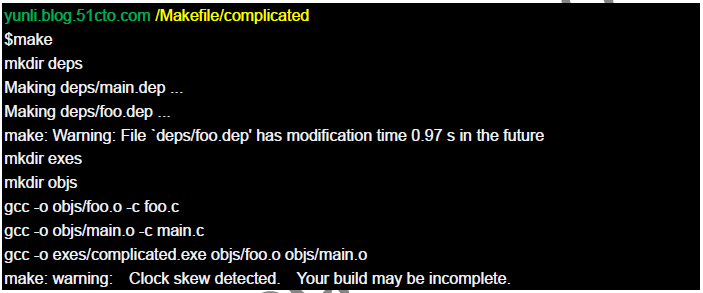 yunli.blog.51cto.com /Makefile/complicated
$make
mkdir deps
Making deps/main.dep ...
Making deps/foo.dep ...
make: Warning: File `deps/foo.dep' has modification time 0.97 s in the future
mkdir exes
mkdir objs
gcc -o objs/foo.o -c foo.c
gcc -o objs/main.o -c main.c
gcc -o exes/complicated.exe objs/foo.o objs/main.o
make: warning:  Clock skew detected.  Your build may be incomplete.